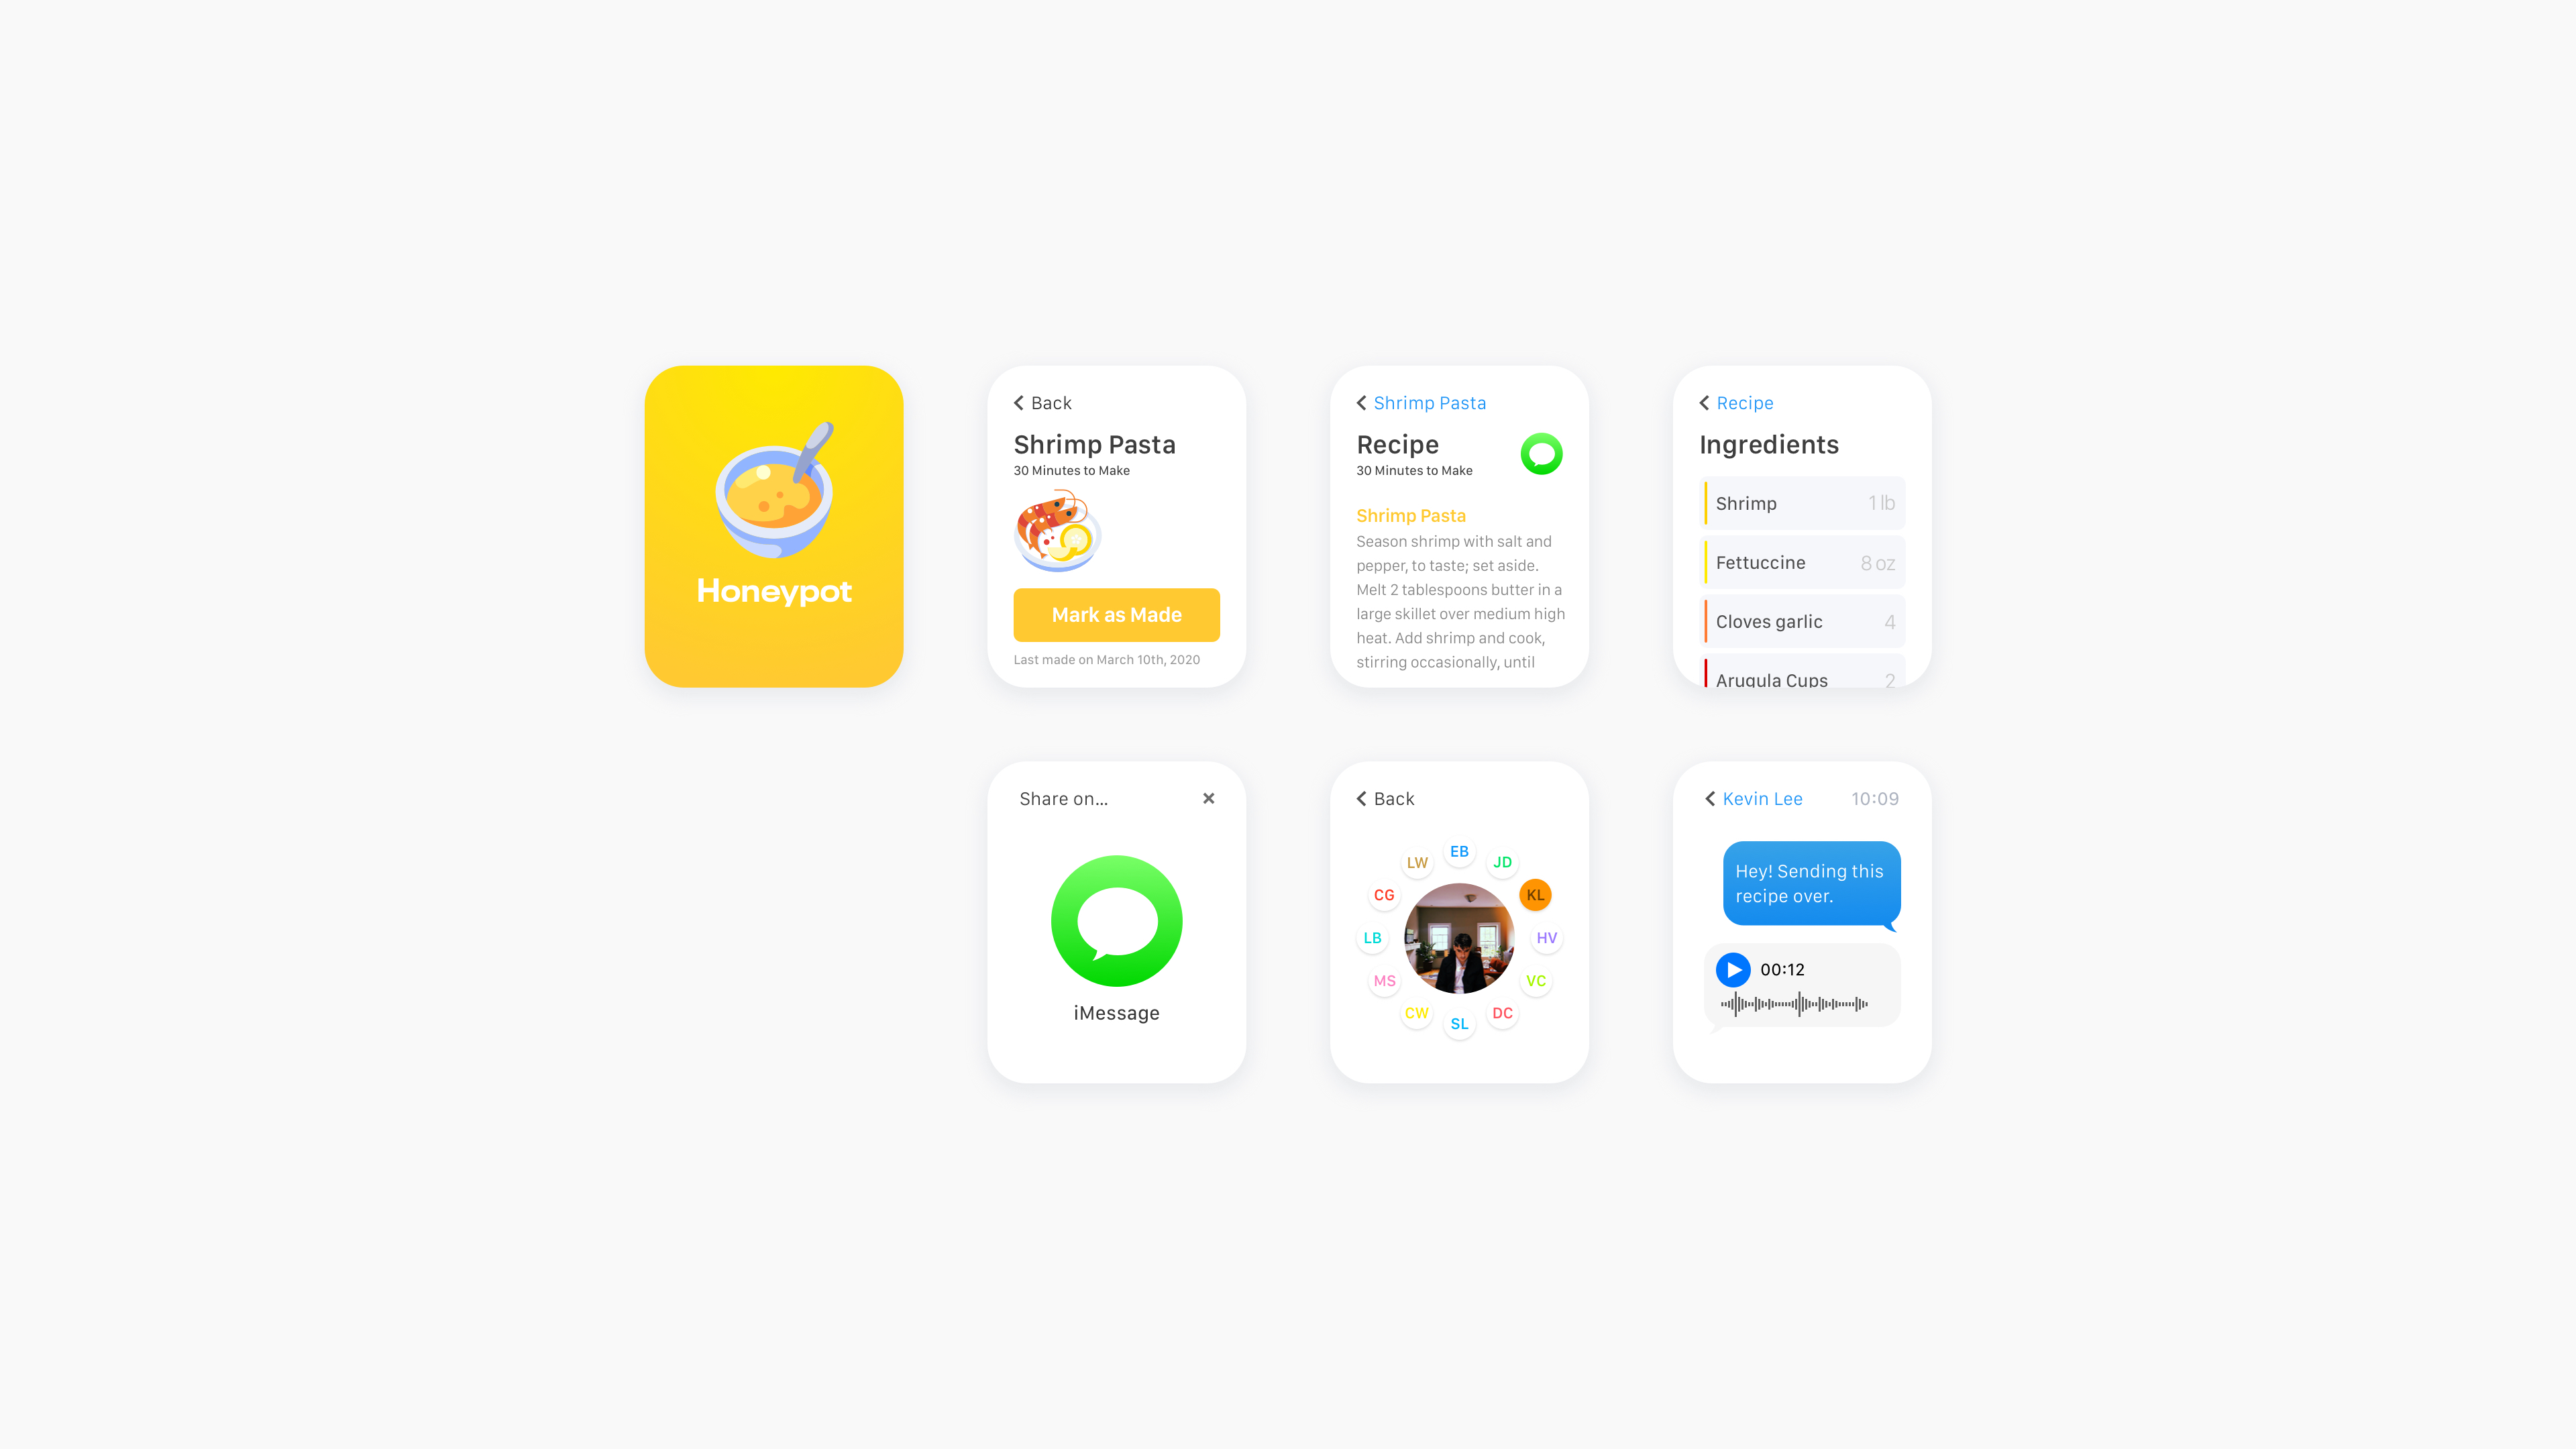 Honeypot
Back
Shrimp Pasta
30 Minutes to Make
Mark as Made
Last made on March 10th, 2020
Shrimp Pasta
Recipe
30 Minutes to Make
Shrimp Pasta
Season shrimp with salt and
pepper, to taste; set aside.
Melt 2 tablespoons butter in a
large skillet over medium high
heat. Add shrimp and cook,
stirring occasionally, until
Recipe
Ingredients
Shrimp 1 lb
Fettuccine 8 oz
Cloves garlic 4
Arugula Cups 2
Share on...
iMessage
Back
EB
LW
JD
CG
KL
LB
HV
MS
VC
CW
DC
SL
Kevin Lee 10:09
Hey! Sending this
recipe over.
00:12